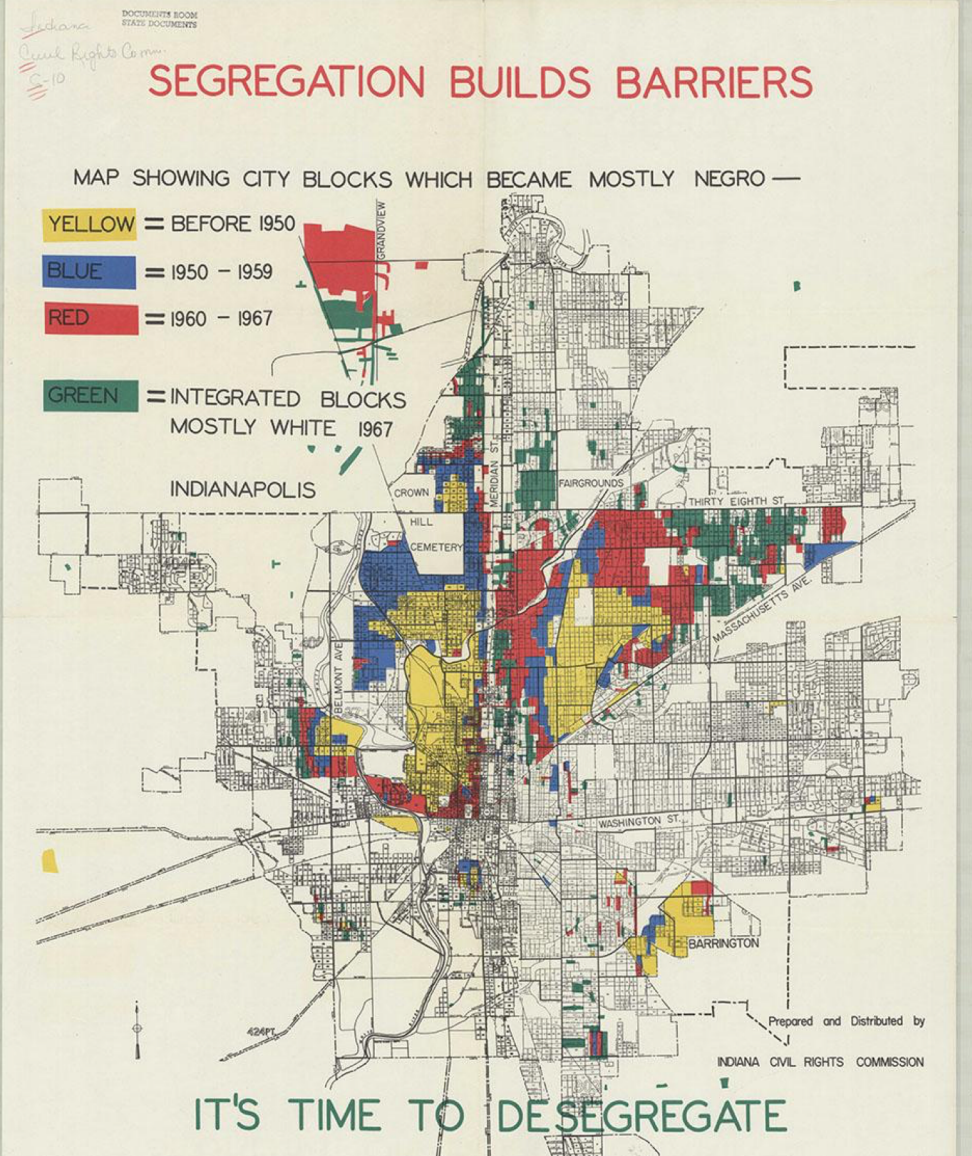 DOCUMENTS ROOM
STATE DOCUMENTS
Indiana
Civil Rights Comm.
C-10
SEGREGATION BUILDS BARRIERS
MAP SHOWING CITY BLOCKS WHICH BECAME MOSTLY NEGRO —
YELLOW = BEFORE 1950
BLUE = 1950 - 1959
RED = 1960 - 1967
GREEN = INTEGRATED BLOCKS
MOSTLY WHITE 1967
GRANDVIEW
INDIANAPOLIS
MERIDIAN ST.
CROWN
HILL
CEMETERY
FAIRGROUNDS
THIRTY EIGHTH ST.
MASSACHUSETTS AVE.
BELMONT AVE.
WASHINGTON ST.
BARRINGTON
Prepared and Distributed by
INDIANA CIVIL RIGHTS COMMISSION
IT'S TIME TO DESEGREGATE